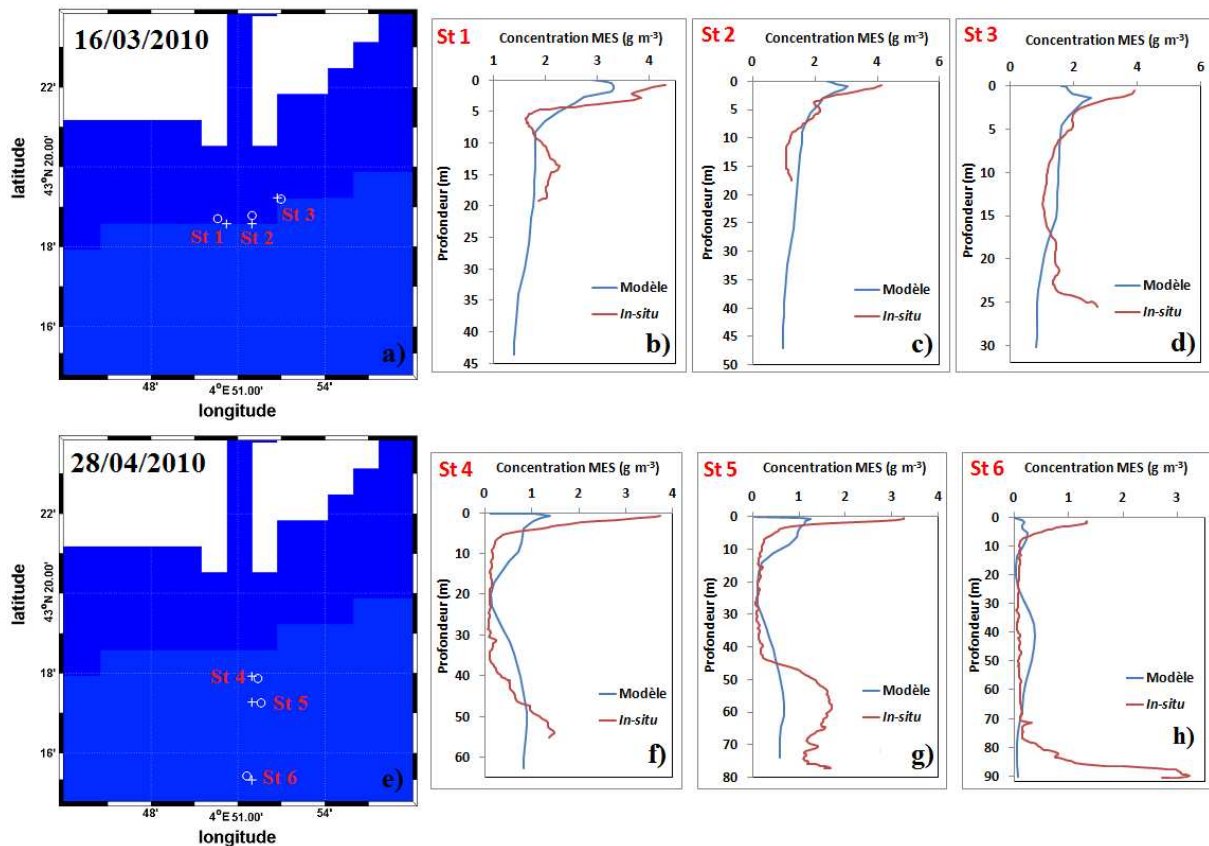 16/03/2010
22'
43°N 20.00'
18'
16'
latitude
St 1
St 2
St 3
a)
48'
4°E 51.00'
54'
longitude
St 1
Concentration MES (g m-3)
1 2 3 4
0
5
10
15
20
25
30
35
40
45
Profondeur (m)
Modèle
In-situ
b)
St 2
Concentration MES (g m-3)
0 2 4 6
0
5
10
15
20
25
30
35
40
45
50
Profondeur (m)
Modèle
In-situ
c)
St 3
Concentration MES (g m-3)
0 2 4 6
0
5
10
15
20
25
30
Profondeur (m)
Modèle
In-situ
d)
28/04/2010
22'
43°N 20.00'
18'
16'
latitude
St 4
St 5
St 6
e)
48'
4°E 51.00'
54'
longitude
St 4
Concentration MES (g m-3)
0 1 2 3 4
0
10
20
30
40
50
60
Profondeur (m)
Modèle
In-situ
f)
St 5
Concentration MES (g m-3)
0 1 2 3 4
0
10
20
30
40
50
60
70
80
Profondeur (m)
Modèle
In-situ
g)
St 6
Concentration MES (g m-3)
0 1 2 3
0
10
20
30
40
50
60
70
80
90
Profondeur (m)
Modèle
In-situ
h)